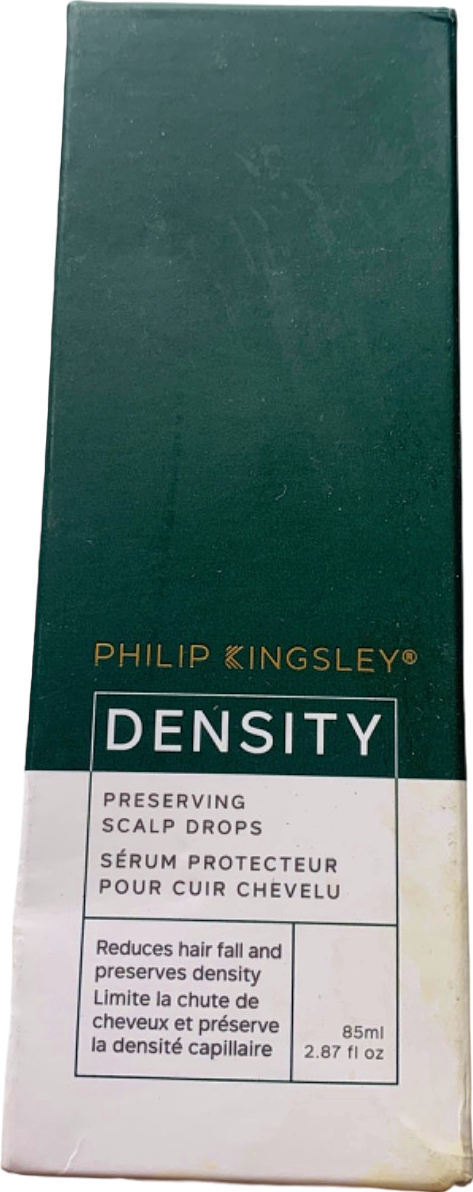 PHILIP KINGSLEY®
DENSITY
PRESERVING
SCALP DROPS
SÉRUM PROTECTEUR
POUR CUIR CHEVELU
Reduces hair fall and
preserves density
Limite la chute de
cheveux et préserve
la densité capillaire
85ml
2.87 fl oz